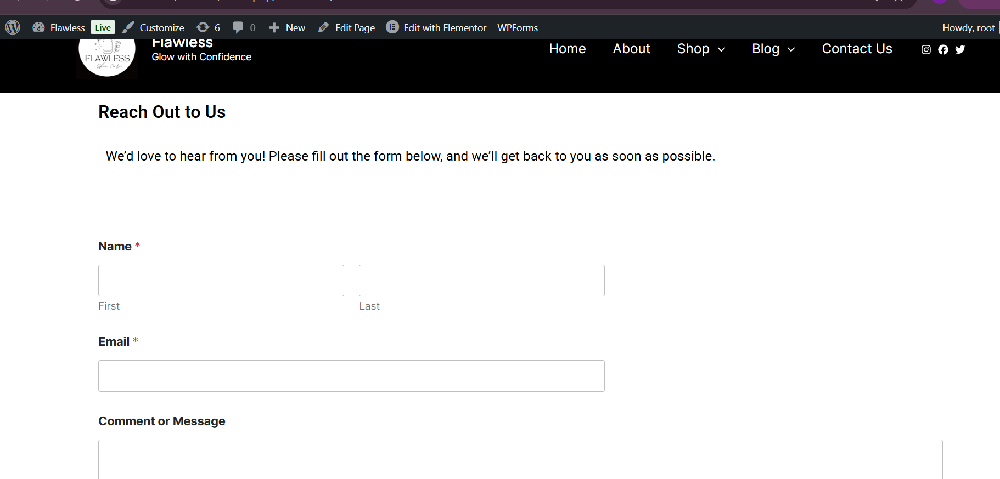 Flawless Live Customize 6 0 New Edit Page Edit with Elementor WPForms Howdy, root
Flawless
Glow with Confidence
FLAWLESS
Skin Care
Home About Shop Blog Contact Us
Reach Out to Us
We’d love to hear from you! Please fill out the form below, and we’ll get back to you as soon as possible.
Name *
First Last
Email *
Comment or Message